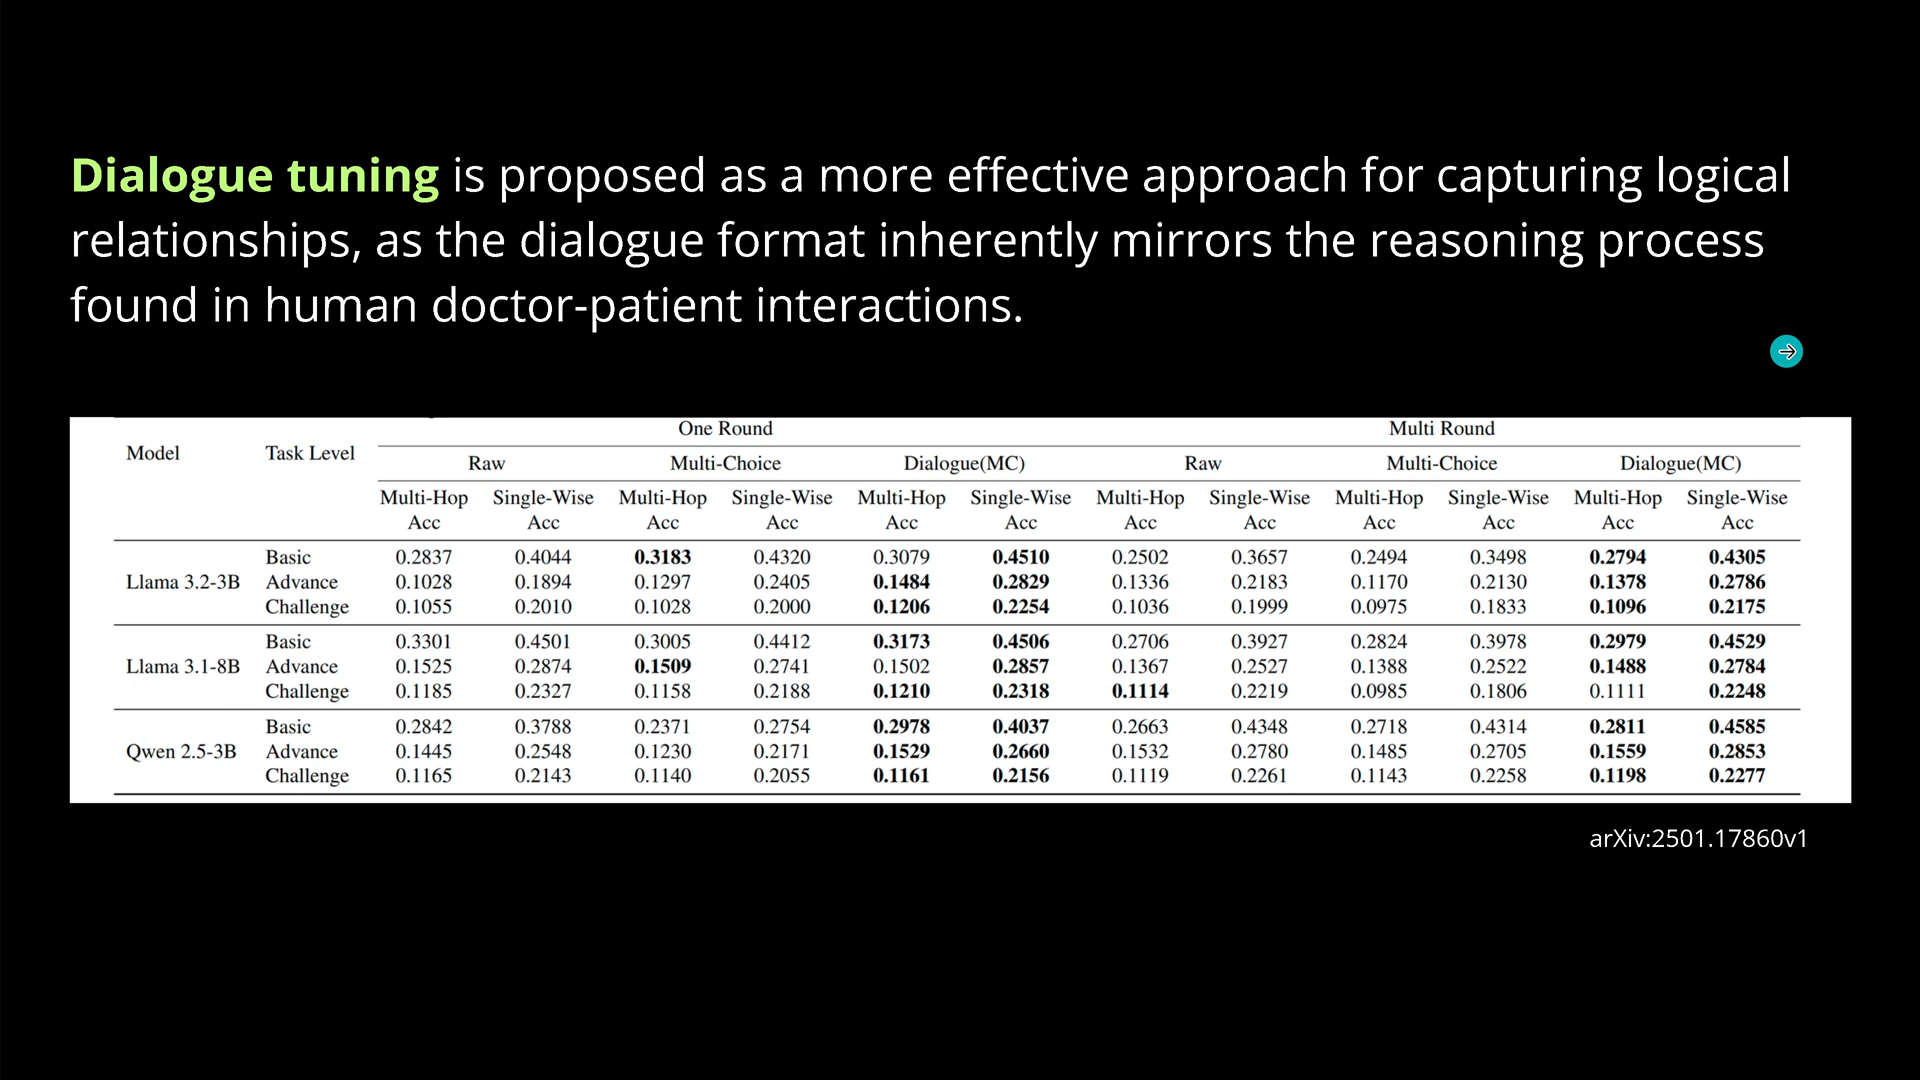 Dialogue tuning is proposed as a more effective approach for capturing logical
relationships, as the dialogue format inherently mirrors the reasoning process
found in human doctor-patient interactions.
One Round Multi Round
Model Task Level
Raw Multi-Choice Dialogue(MC) Raw Multi-Choice Dialogue(MC)
Multi-Hop Single-Wise Multi-Hop Single-Wise Multi-Hop Single-Wise Multi-Hop Single-Wise Multi-Hop Single-Wise Multi-Hop Single-Wise
Acc Acc Acc Acc Acc Acc Acc Acc Acc Acc Acc Acc
Basic 0.2837 0.4044 0.3183 0.4320 0.3079 0.4510 0.2502 0.3657 0.2494 0.3498 0.2794 0.4305
Llama 3.2-3B Advance 0.1028 0.1894 0.1297 0.2405 0.1484 0.2829 0.1336 0.2183 0.1170 0.2130 0.1378 0.2786
Challenge 0.1055 0.2010 0.1028 0.2000 0.1206 0.2254 0.1036 0.1999 0.0975 0.1833 0.1096 0.2175
Basic 0.3301 0.4501 0.3005 0.4412 0.3173 0.4506 0.2706 0.3927 0.2824 0.3978 0.2979 0.4529
Llama 3.1-8B Advance 0.1525 0.2874 0.1509 0.2741 0.1502 0.2857 0.1367 0.2527 0.1388 0.2522 0.1488 0.2784
Challenge 0.1185 0.2327 0.1158 0.2188 0.1210 0.2318 0.1114 0.2219 0.0985 0.1806 0.1111 0.2248
Basic 0.2842 0.3788 0.2371 0.2754 0.2978 0.4037 0.2663 0.4348 0.2718 0.4314 0.2811 0.4585
Qwen 2.5-3B Advance 0.1445 0.2548 0.1230 0.2171 0.1529 0.2660 0.1532 0.2780 0.1485 0.2705 0.1559 0.2853
Challenge 0.1165 0.2143 0.1140 0.2055 0.1161 0.2156 0.1119 0.2261 0.1143 0.2258 0.1198 0.2277
arXiv:2501.17860v1